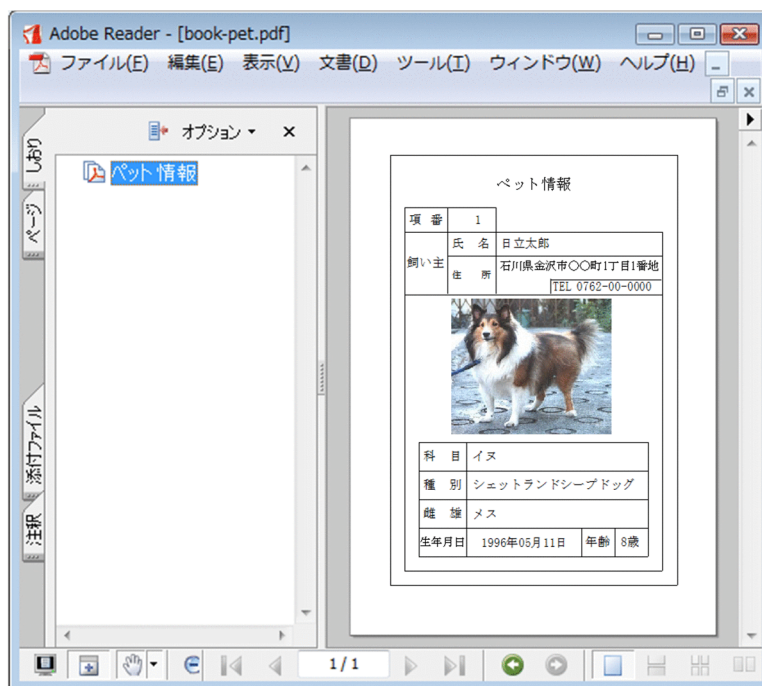 Adobe Reader - [book-pet.pdf]
ファイル(F) 編集(E) 表示(V) 文書(D) ツール(T) ウィンドウ(W) ヘルプ(H)
オプション
しおり
ページ
添付ファイル
注釈
ペット情報
ペット情報
項 番 1
飼い主
氏 名 日立太郎
住 所 石川県金沢市〇〇町1丁目1番地
TEL 0762-00-0000
科 目 イヌ
種 別 シェットランドシープドッグ
雌 雄 メス
生年月日 1996年05月11日 年齢 8歳
1/1